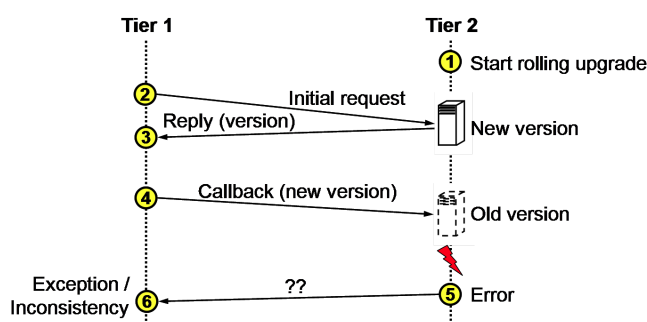 Tier 1
Tier 2
1
Start rolling upgrade
2
Initial request
Reply (version)
3
New version
4
Callback (new version)
Old version
Exception /
Inconsistency
6
??
5
Error